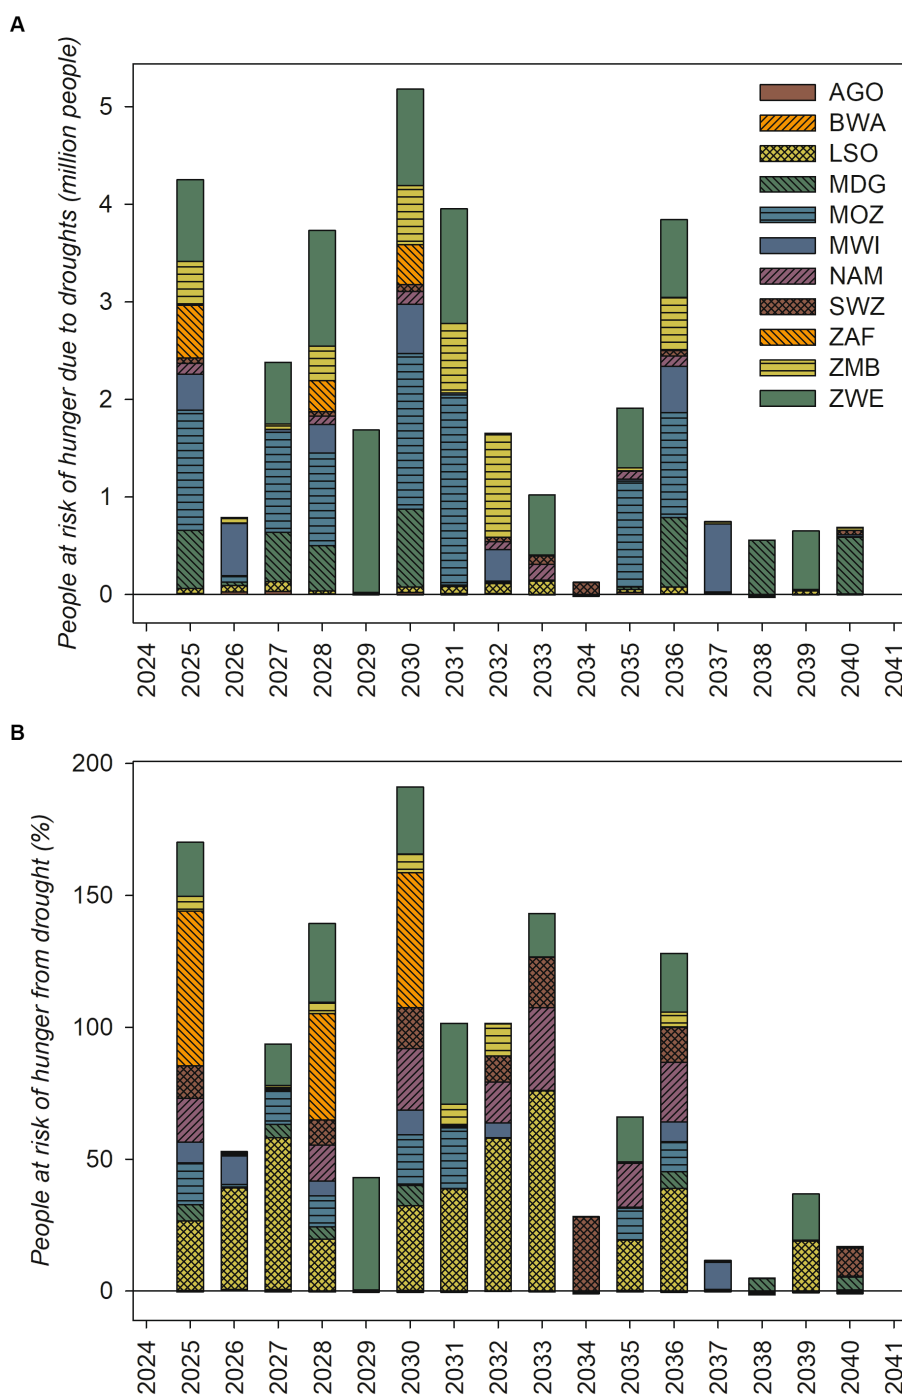 A
People at risk of hunger due to droughts (million people)
5
4
3
2
1
0
AGO
BWA
LSO
MDG
MOZ
MWI
NAM
SWZ
ZAF
ZMB
ZWE
2024 2025 2026 2027 2028 2029 2030 2031 2032 2033 2034 2035 2036 2037 2038 2039 2040 2041
B
People at risk of hunger from drought (%)
200
150
100
50
0
2024 2025 2026 2027 2028 2029 2030 2031 2032 2033 2034 2035 2036 2037 2038 2039 2040 2041